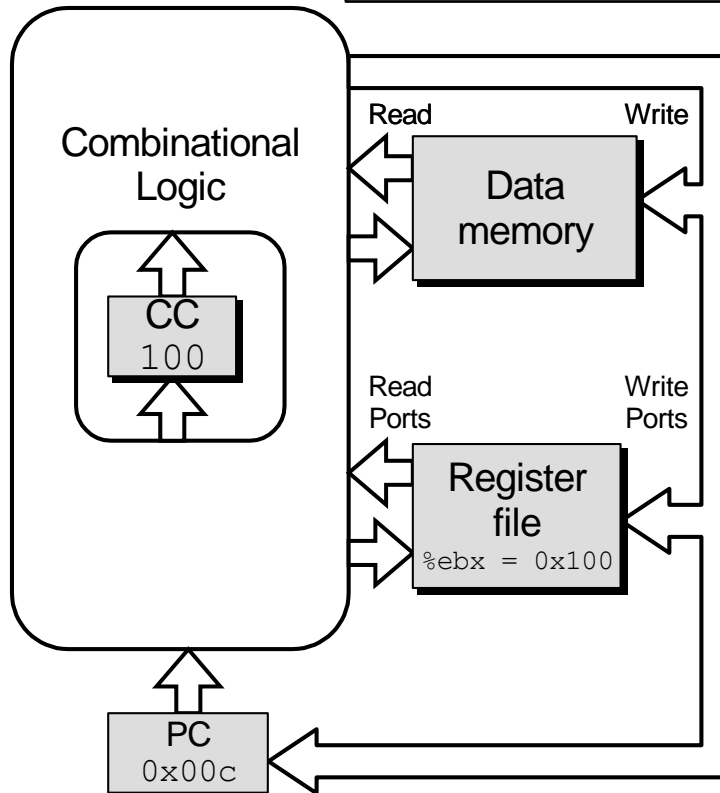 Combinational
Logic
CC
100
Read
Write
Data
memory
Read
Ports
Write
Ports
Register
file
%ebx = 0x100
PC
0x00c